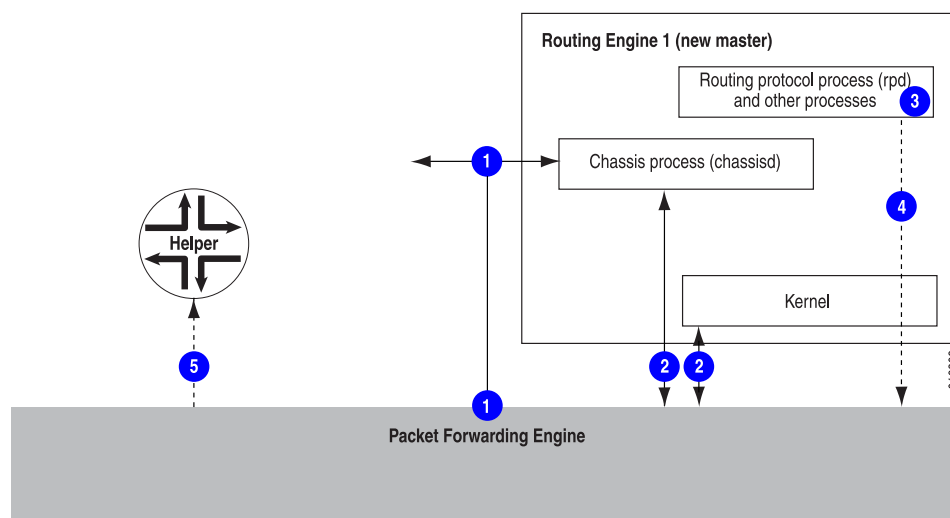 Routing Engine 1 (new master)
Routing protocol process (rpd)
and other processes
3
1
Chassis process (chassisd)
4
Helper
Kernel
5
2
2
1
Packet Forwarding Engine